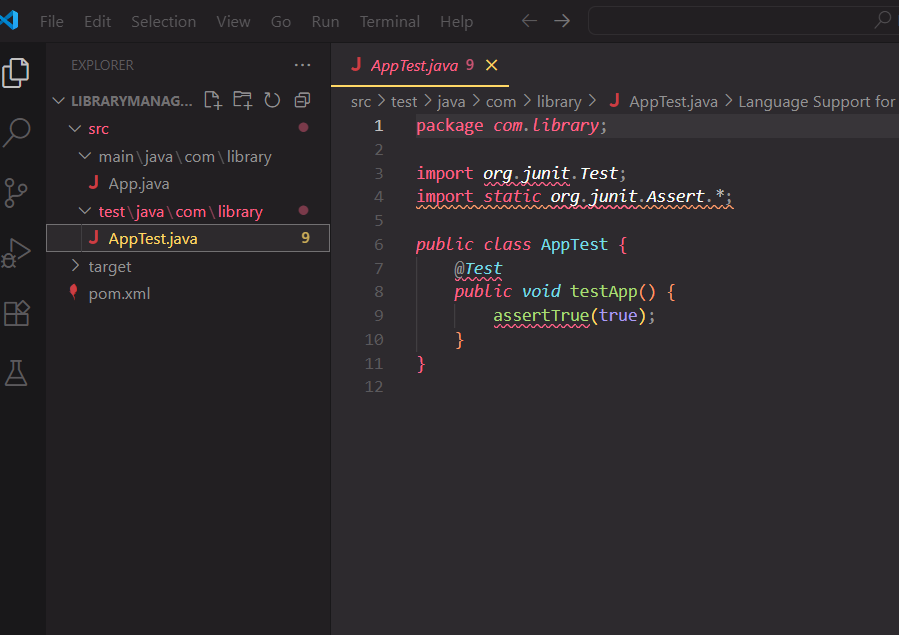 File Edit Selection View Go Run Terminal Help
EXPLORER
LIBRARYMANAG...
src
main\java\com\library
J App.java
test\java\com\library
J AppTest.java 9
target
pom.xml
J AppTest.java 9
src > test > java > com > library > J AppTest.java > Language Support for
1 package com.library;
2
3 import org.junit.Test;
4 import static org.junit.Assert.*;
5
6 public class AppTest {
7 @Test
8 public void testApp() {
9 assertTrue(true);
10 }
11 }
12